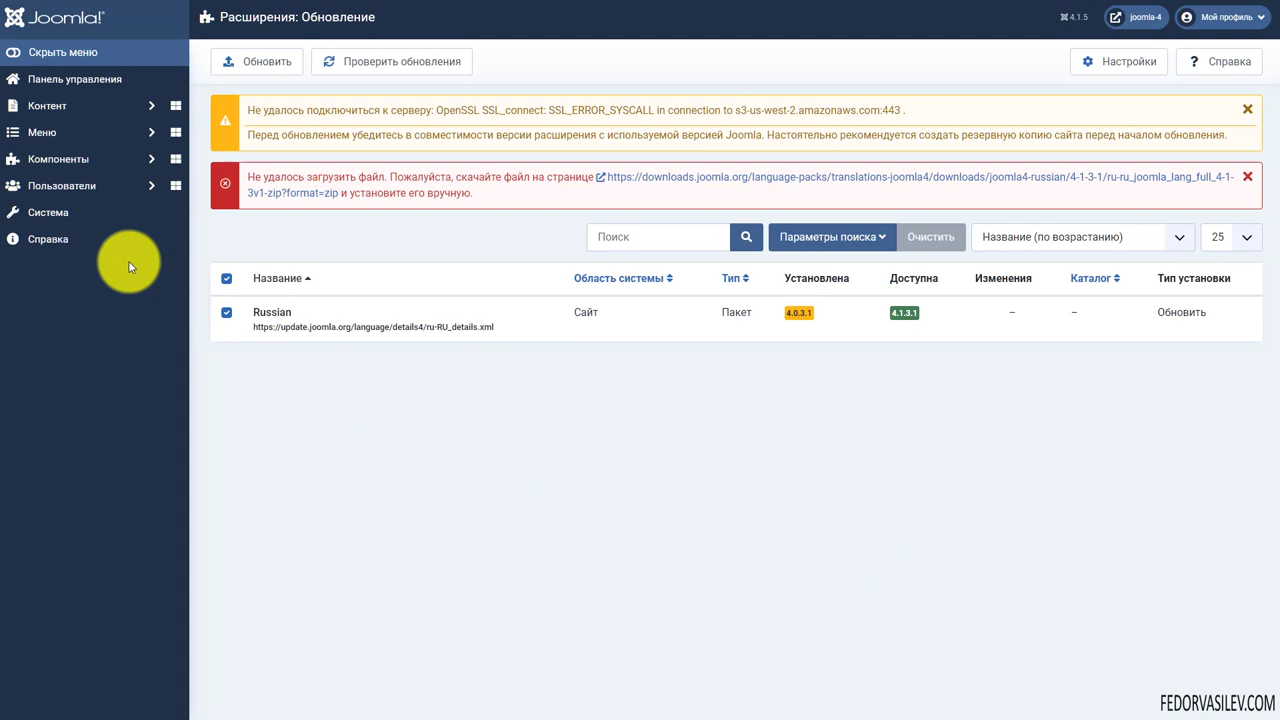 Joomla!®
Расширения: Обновление
4.1.5
joomla-4
Мой профиль
Скрыть меню
Панель управления
Контент
Меню
Компоненты
Пользователи
Система
Справка
Обновить
Проверить обновления
Настройки
? Справка
Не удалось подключиться к серверу: OpenSSL SSL_connect: SSL_ERROR_SYSCALL in connection to s3-us-west-2.amazonaws.com:443 .
Перед обновлением убедитесь в совместимости версии расширения с используемой версией Joomla. Настоятельно рекомендуется создать резервную копию сайта перед началом обновления.
Не удалось загрузить файл. Пожалуйста, скачайте файл на странице https://downloads.joomla.org/language-packs/translations-joomla4/downloads/joomla4-russian/4-1-3-1/ru-ru_joomla_lang_full_4-1-
3v1-zip?format=zip и установите его вручную.
Поиск
Параметры поиска
Очистить
Название (по возрастанию)
25
Название
Область системы
Тип
Установлена
Доступна
Изменения
Каталог
Тип установки
Russian
https://update.joomla.org/language/details4/ru-RU_details.xml
Сайт
Пакет
4.0.3.1
4.1.3.1
–
–
Обновить
FEDORVASILEV.COM